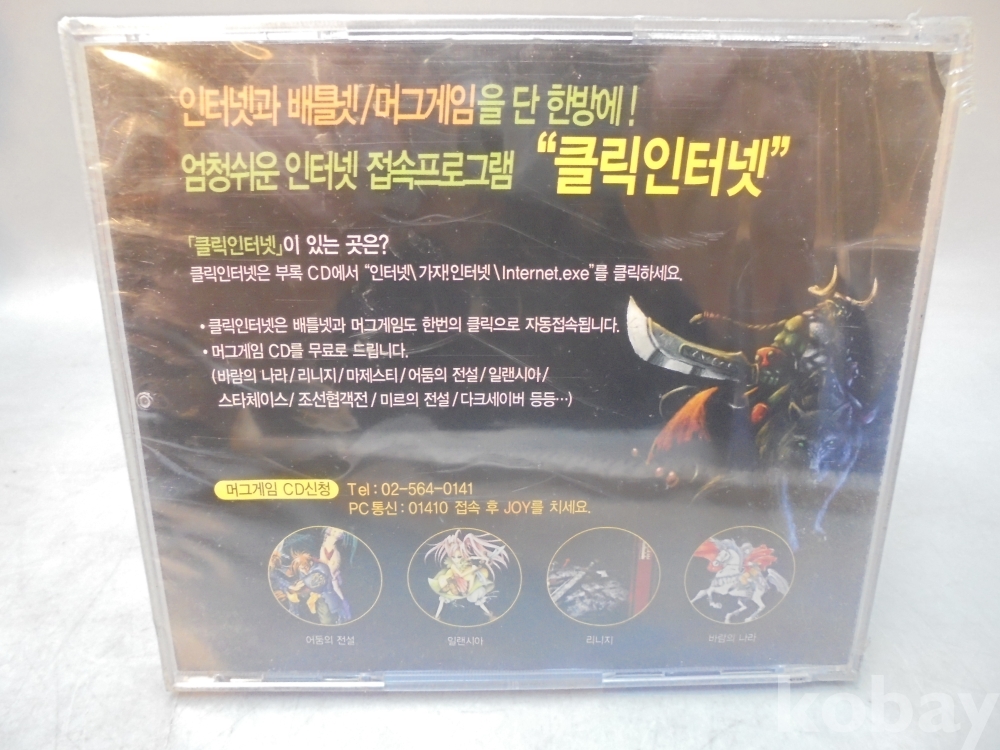 인터넷과 배틀넷/머그게임을 단 한방에!
엄청쉬운 인터넷 접속프로그램 “클릭인터넷”
「클릭인터넷」이 있는 곳은?
클릭인터넷은 부록 CD에서 “인터넷\가자!인터넷\Internet.exe”를 클릭하세요.
• 클릭인터넷은 배틀넷과 머그게임도 한번의 클릭으로 자동접속됩니다.
• 머그게임 CD를 무료로 드립니다.
(바람의 나라/리니지/마제스티/어둠의 전설/일랜시아/
스타체이스/조선협객전/미르의 전설/다크세이버 등등…)
머그게임 CD신청 Tel : 02-564-0141
PC통신 : 01410 접속 후 JOY를 치세요.
어둠의 전설 일랜시아 리니지 바람의 나라
kobay